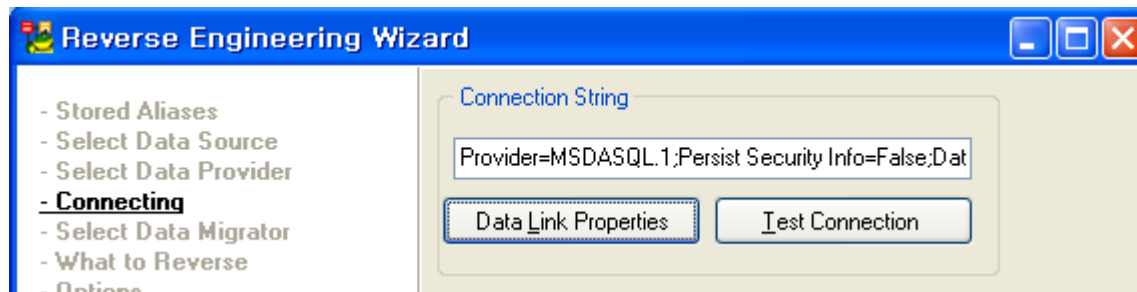 Reverse Engineering Wizard
- Stored Aliases
- Select Data Source
- Select Data Provider
- Connecting
- Select Data Migrator
- What to Reverse
- Options
Connection String
Provider=MSDASQL.1;Persist Security Info=False;Dat
Data Link Properties
Test Connection